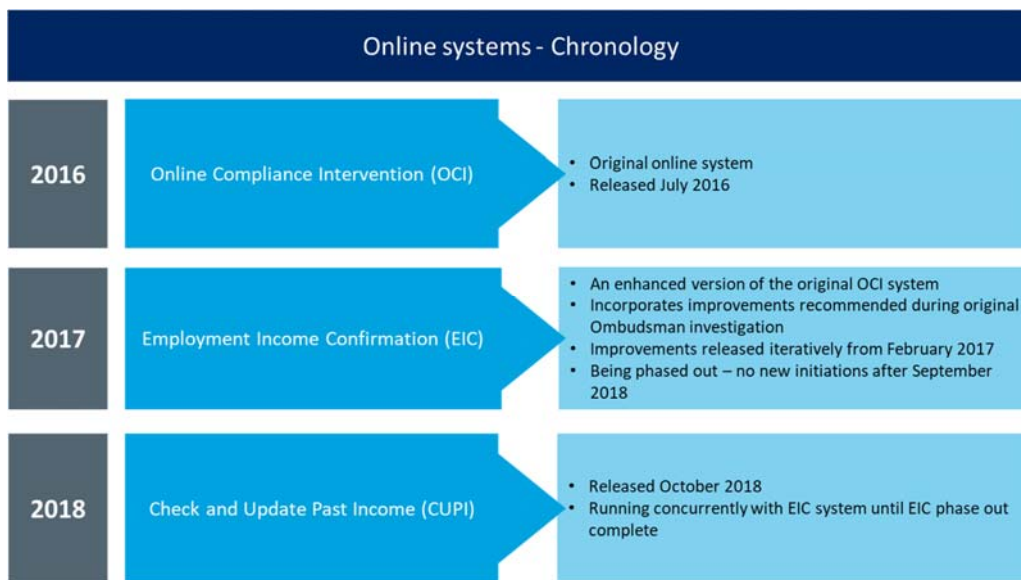 Online systems - Chronology
2016
Online Compliance Intervention (OCI)
• Original online system
• Released July 2016
2017
Employment Income Confirmation (EIC)
• An enhanced version of the original OCI system
• Incorporates improvements recommended during original
Ombudsman investigation
• Improvements released iteratively from February 2017
• Being phased out – no new initiations after September
2018
2018
Check and Update Past Income (CUPI)
• Released October 2018
• Running concurrently with EIC system until EIC phase out
complete